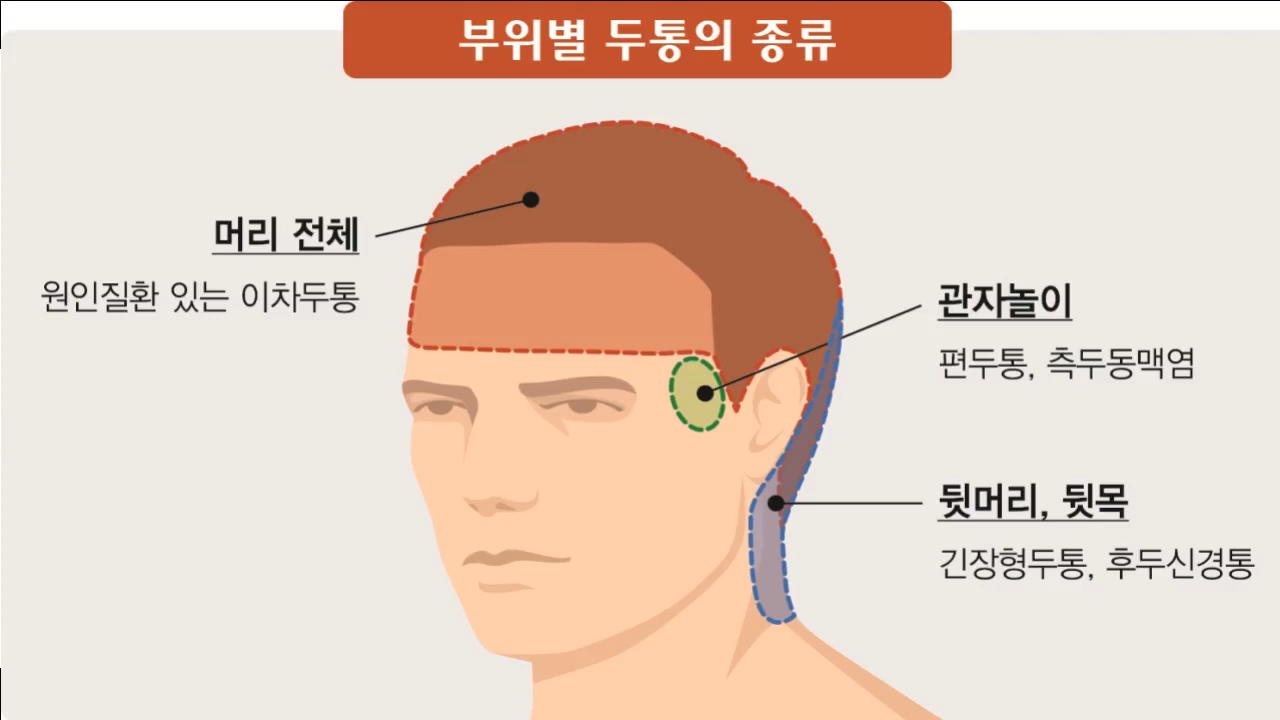 부위별 두통의 종류
머리 전체
원인질환 있는 이차두통
관자놀이
편두통, 측두동맥염
뒷머리, 뒷목
긴장형두통, 후두신경통